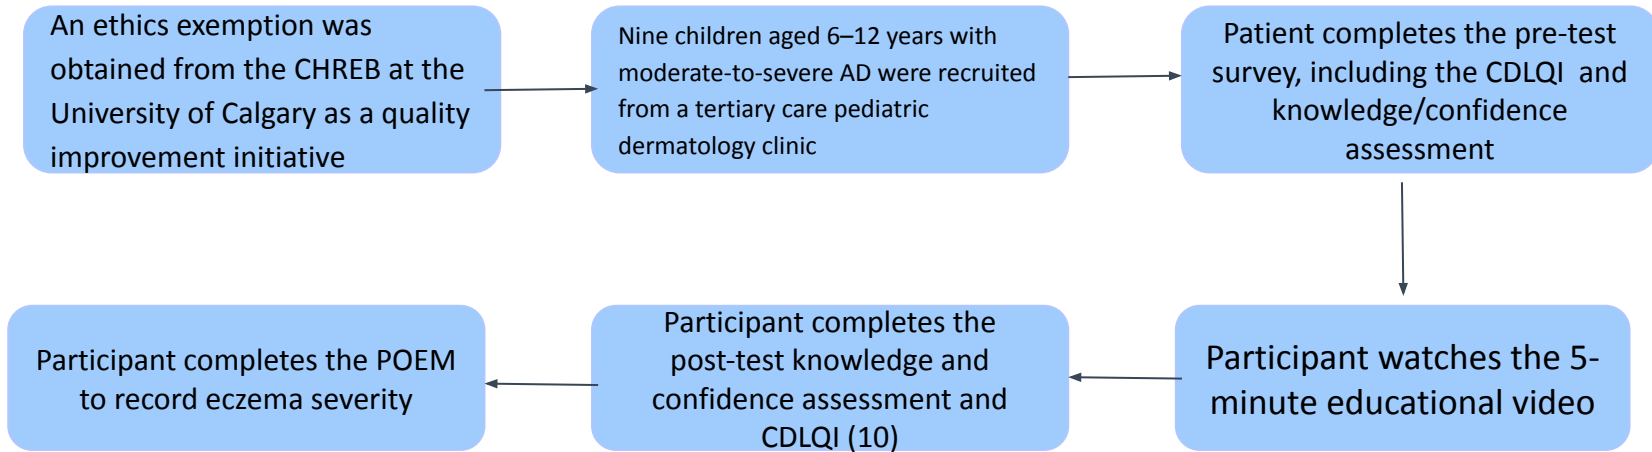 An ethics exemption was
obtained from the CHREB at the
University of Calgary as a quality
improvement initiative
Nine children aged 6–12 years with
moderate-to-severe AD were recruited
from a tertiary care pediatric
dermatology clinic
Patient completes the pre-test
survey, including the CDLQI and
knowledge/confidence
assessment
Participant watches the 5-
minute educational video
Participant completes the
post-test knowledge and
confidence assessment and
CDLQI (10)
Participant completes the POEM
to record eczema severity